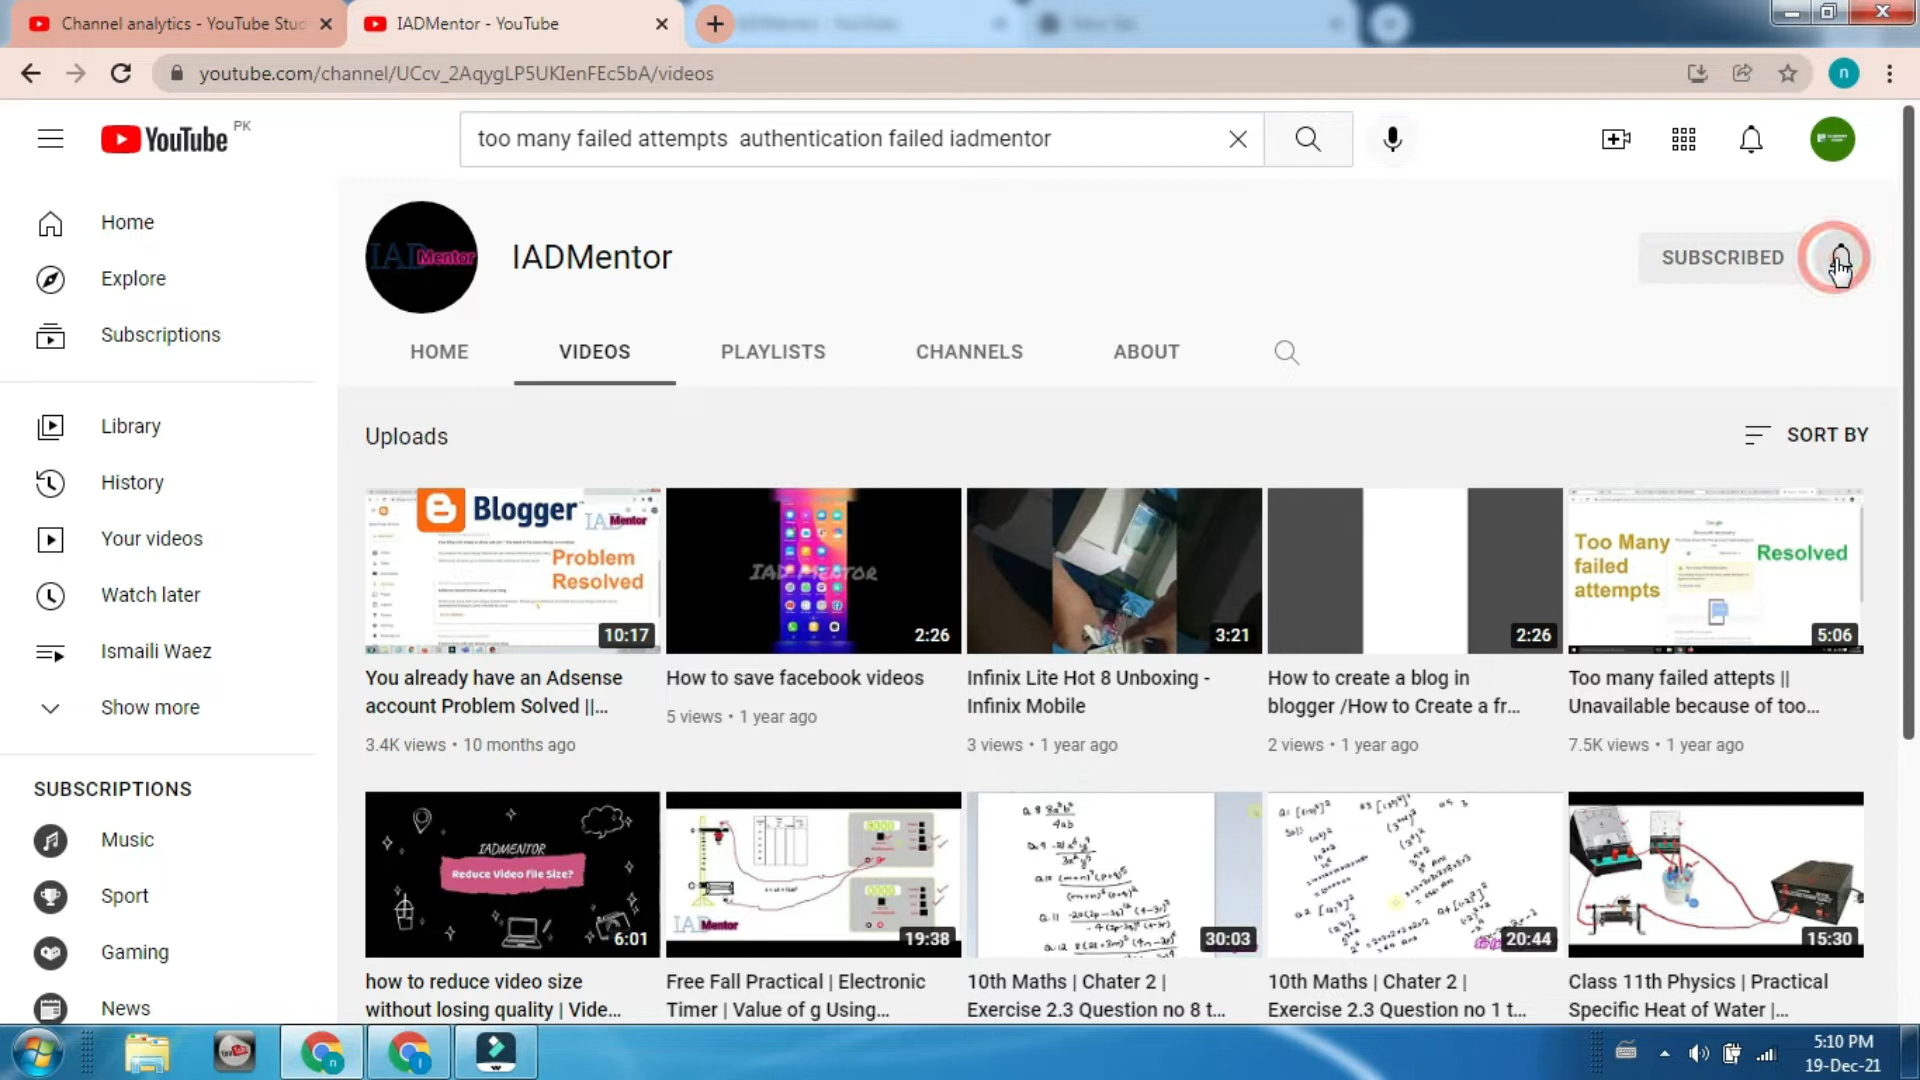 Channel analytics - YouTube Stud
IADMentor - YouTube
youtube.com/channel/UCcv_2AqygLP5UKIenFEc5bA/videos
n
YouTube PK
too many failed attempts  authentication failed iadmentor
Home
Explore
Subscriptions
Library
History
Your videos
Watch later
Ismaili Waez
Show more
SUBSCRIPTIONS
Music
Sport
Gaming
News
IAD Mentor
IADMentor
SUBSCRIBED
HOME
VIDEOS
PLAYLISTS
CHANNELS
ABOUT
Uploads
SORT BY
Blogger
IAD Mentor
Problem
Resolved
10:17
IAD MENTOR
2:26
3:21
2:26
Google
Too Many
failed
attempts
Resolved
5:06
You already have an Adsense
account Problem Solved ||...
3.4K views • 10 months ago
How to save facebook videos
5 views • 1 year ago
Infinix Lite Hot 8 Unboxing -
Infinix Mobile
3 views • 1 year ago
How to create a blog in
blogger /How to Create a fr...
2 views • 1 year ago
Too many failed attepts ||
Unavailable because of too...
7.5K views • 1 year ago
IADMENTOR
Reduce Video File Size?
6:01
IAD Mentor
19:38
30:03
20:44
15:30
how to reduce video size
without losing quality | Vide...
Free Fall Practical | Electronic
Timer | Value of g Using...
10th Maths | Chater 2 |
Exercise 2.3 Question no 8 t...
10th Maths | Chater 2 |
Exercise 2.3 Question no 1 t...
Class 11th Physics | Practical
Specific Heat of Water |...
5:10 PM
19-Dec-21